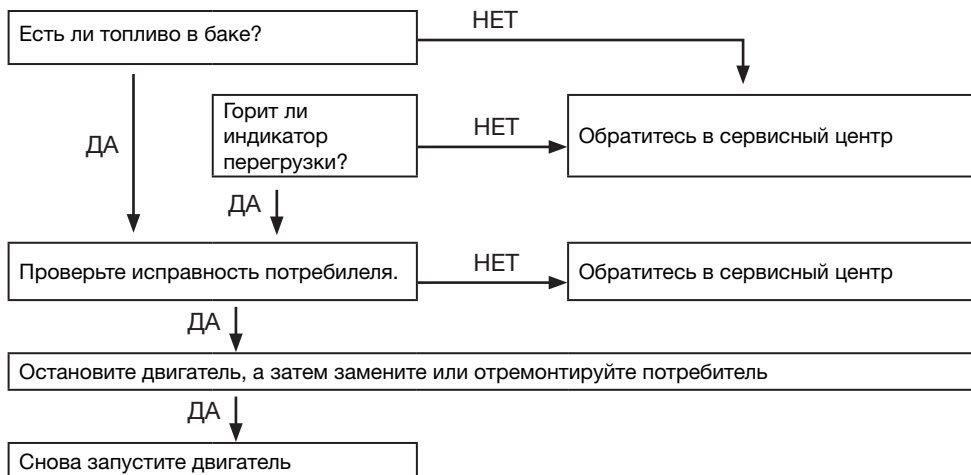 НЕТ
Есть ли топливо в баке?
ДА
Горит ли
индикатор
перегрузки?
НЕТ
Обратитесь в сервисный центр
ДА
Проверьте исправность потребилеля.
НЕТ
Обратитесь в сервисный центр
ДА
Остановите двигатель, а затем замените или отремонтируйте потребитель
ДА
Снова запустите двигатель